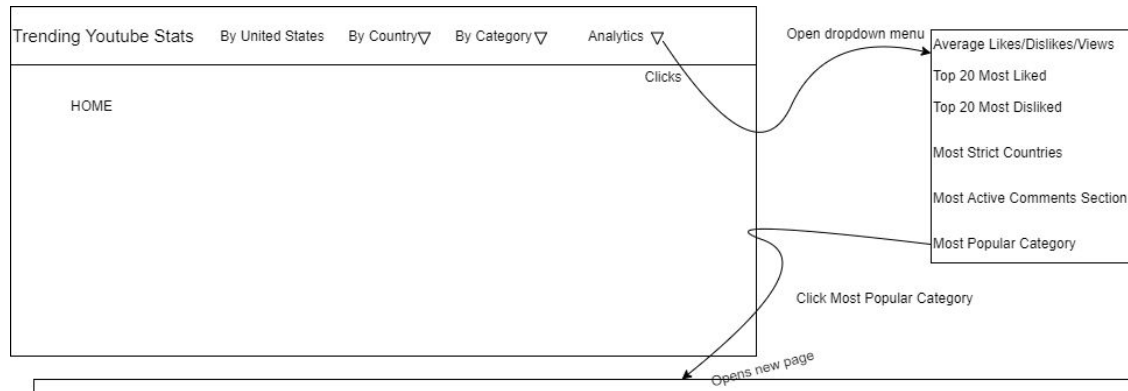 Trending Youtube Stats By United States By Country By Category Analytics
Open dropdown menu
Clicks
HOME
Average Likes/Dislikes/Views
Top 20 Most Liked
Top 20 Most Disliked
Most Strict Countries
Most Active Comments Section
Most Popular Category
Click Most Popular Category
Opens new page